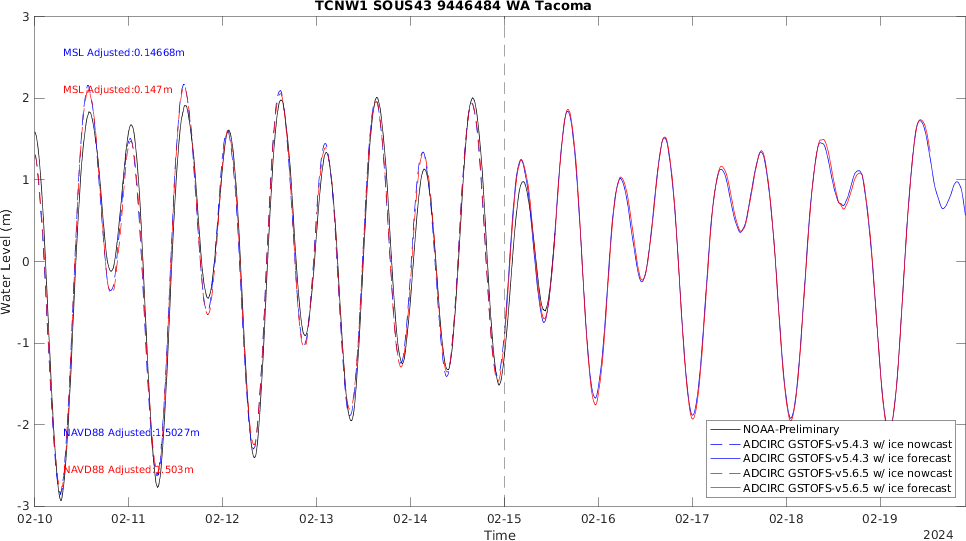 TCNW1 SOUS43 9446484 WA Tacoma
3
MSL Adjusted:0.14668m
MSL Adjusted:0.147m
2
1
0
-1
-2
-3
Water Level (m)
NAVD88 Adjusted:1.5027m
NAVD88 Adjusted:1.503m
NOAA-Preliminary
ADCIRC GSTOFS-v5.4.3 w/ ice nowcast
ADCIRC GSTOFS-v5.4.3 w/ ice forecast
ADCIRC GSTOFS-v5.6.5 w/ ice nowcast
ADCIRC GSTOFS-v5.6.5 w/ ice forecast
02-10 02-11 02-12 02-13 02-14 02-15 02-16 02-17 02-18 02-19
Time
2024